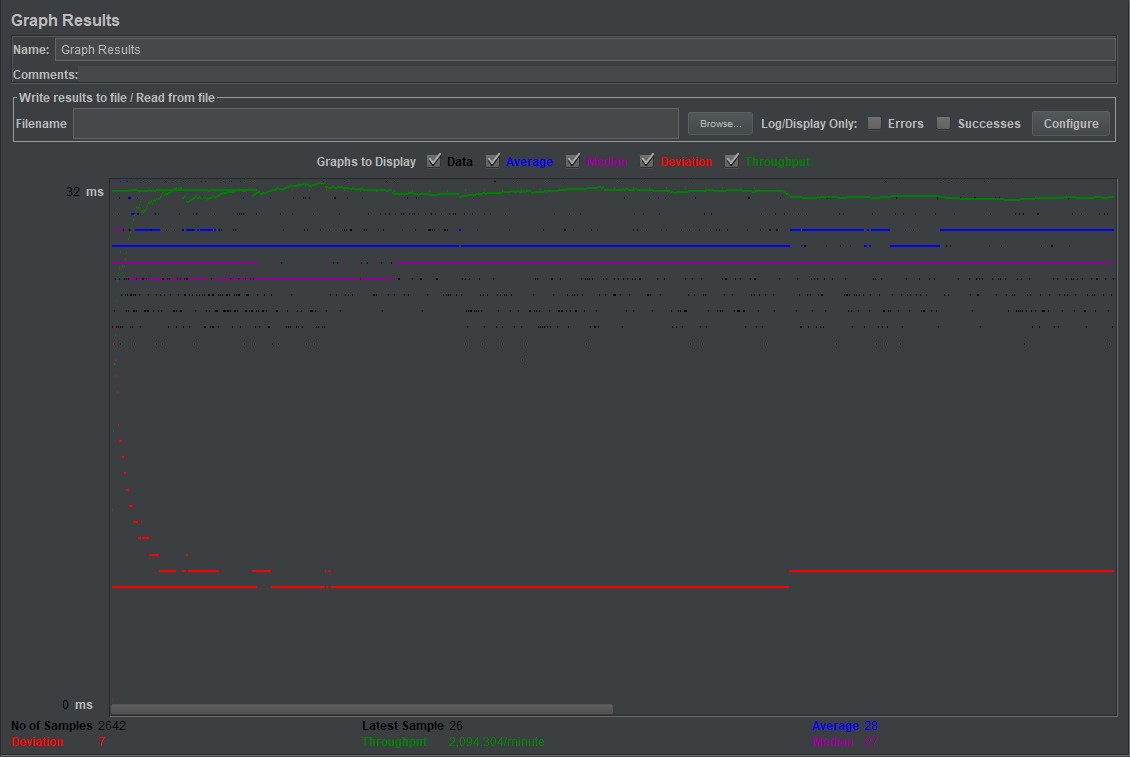 Graph Results
Name: Graph Results
Comments:
Write results to file / Read from file
Filename Browse... Log/Display Only: Errors Successes Configure
Graphs to Display Data Average Median Deviation Throughput
32 ms
0 ms
No of Samples 2642 Latest Sample 26 Average 28
Deviation 7 Throughput 2,094.304/minute Median 27